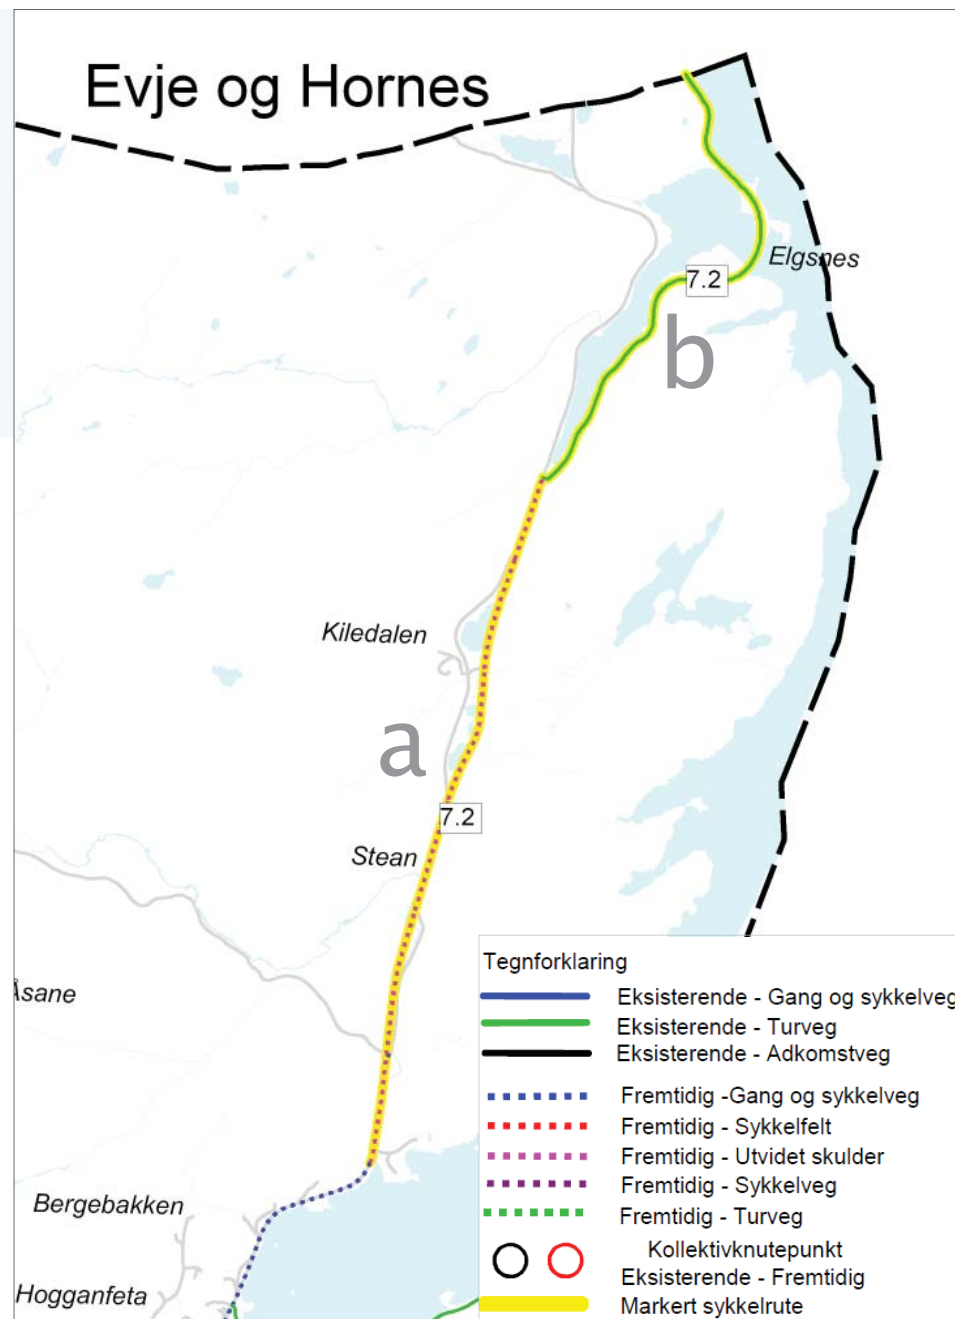 Evje og Hornes
Elgsnes
7.2
b
Kiledalen
a
7.2
Stean
Åsane
Bergebakken
Hogganfeta
Tegnforklaring
Eksisterende - Gang og sykkelveg
Eksisterende - Turveg
Eksisterende - Adkomstveg
Fremtidig -Gang og sykkelveg
Fremtidig - Sykkelfelt
Fremtidig - Utvidet skulder
Fremtidig - Sykkelveg
Fremtidig - Turveg
Kollektivknutepunkt
Eksisterende - Fremtidig
Markert sykkelrute